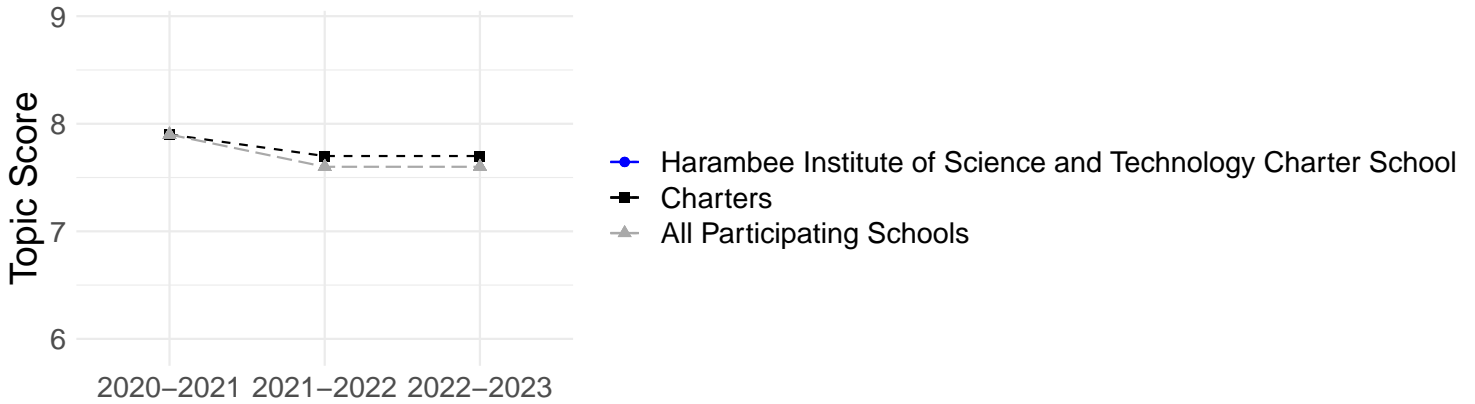 Topic Score
9
8
7
6
2020–2021 2021–2022 2022–2023
Harambee Institute of Science and Technology Charter School
Charters
All Participating Schools